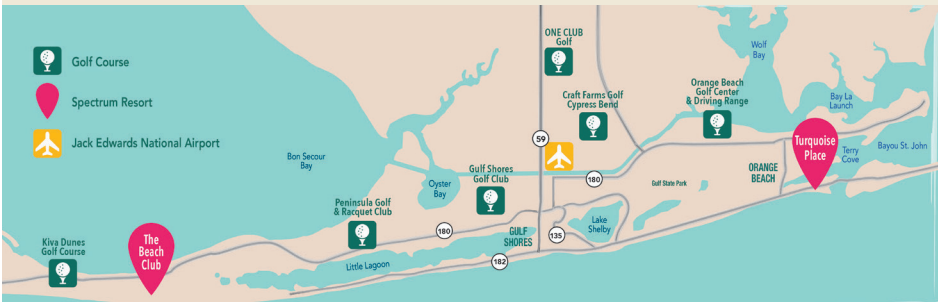 Golf Course
Spectrum Resort
Jack Edwards National Airport
Bon Secour
Bay
Kiva Dunes
Golf Course
The
Beach
Club
Peninsula Golf
& Racquet Club
180
Little Lagoon
Oyster
Bay
Gulf Shores
Golf Club
GULF
SHORES
182
ONE CLUB
Golf
59
Craft Farms Golf
Cypress Bend
180
135
Lake
Shelby
Gulf State Park
Orange Beach
Golf Center
& Driving Range
Wolf
Bay
Bay La
Launch
ORANGE
BEACH
Turquoise
Place
Terry
Cove
Bayou St. John